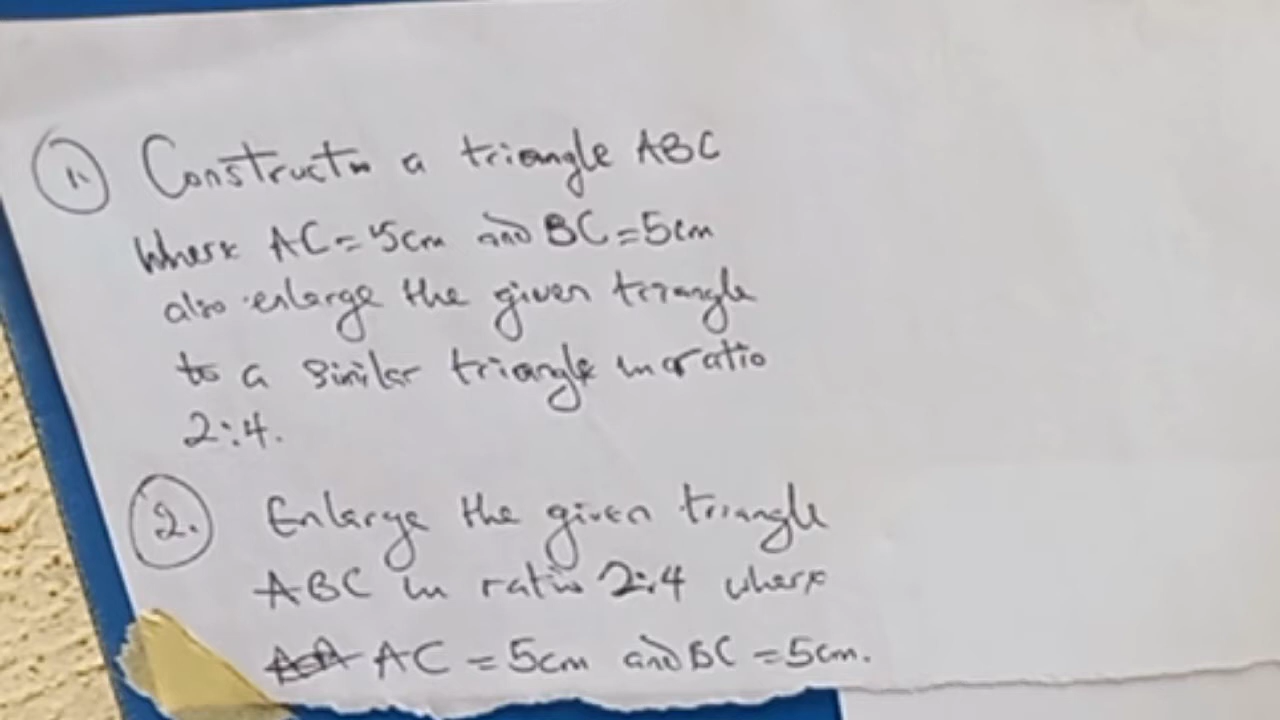 1. Construct a triangle ABC
Where AC = 5cm and BC = 5cm
also enlarge the given triangle
to a similar triangle in ratio
2:4.
2. Enlarge the given triangle
ABC in ratio 2:4 where
AC = 5cm and BC = 5cm.